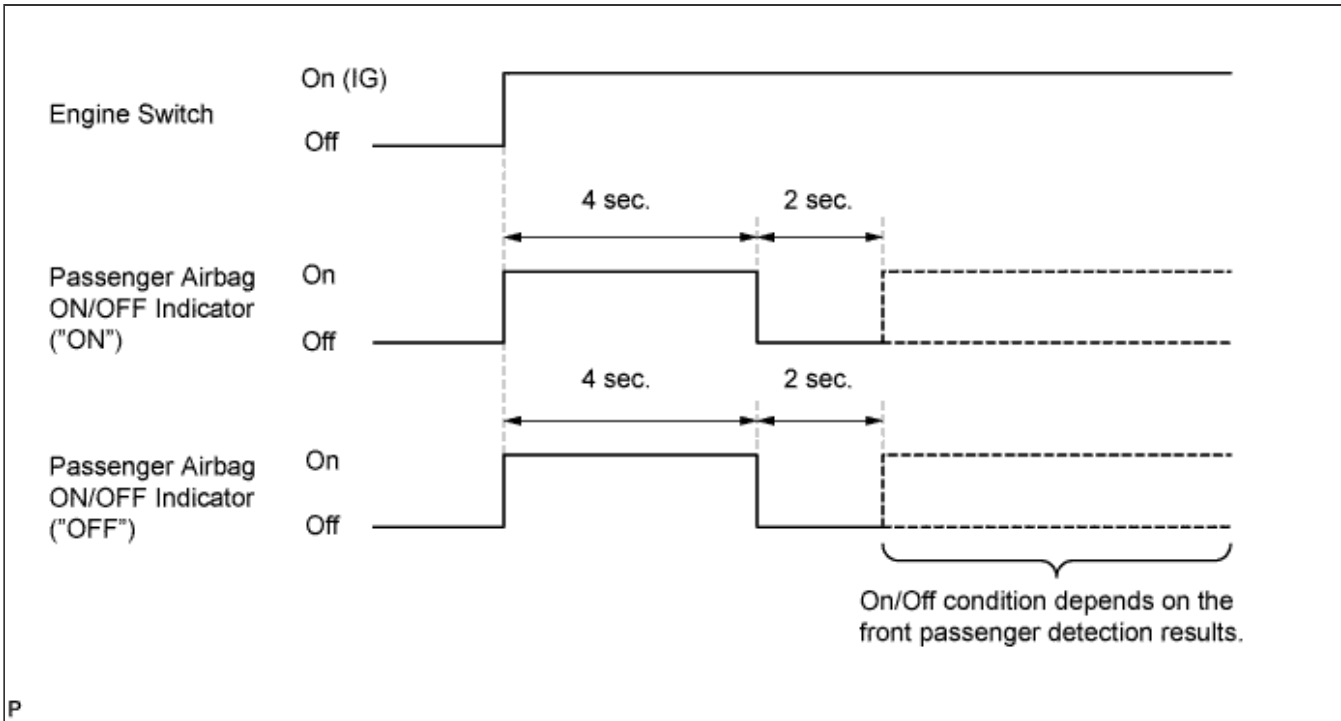 On (IG)
Engine Switch
Off
4 sec.
2 sec.
Passenger Airbag
ON/OFF Indicator
("ON")
On
Off
4 sec.
2 sec.
Passenger Airbag
ON/OFF Indicator
("OFF")
On
Off
On/Off condition depends on the
front passenger detection results.
P